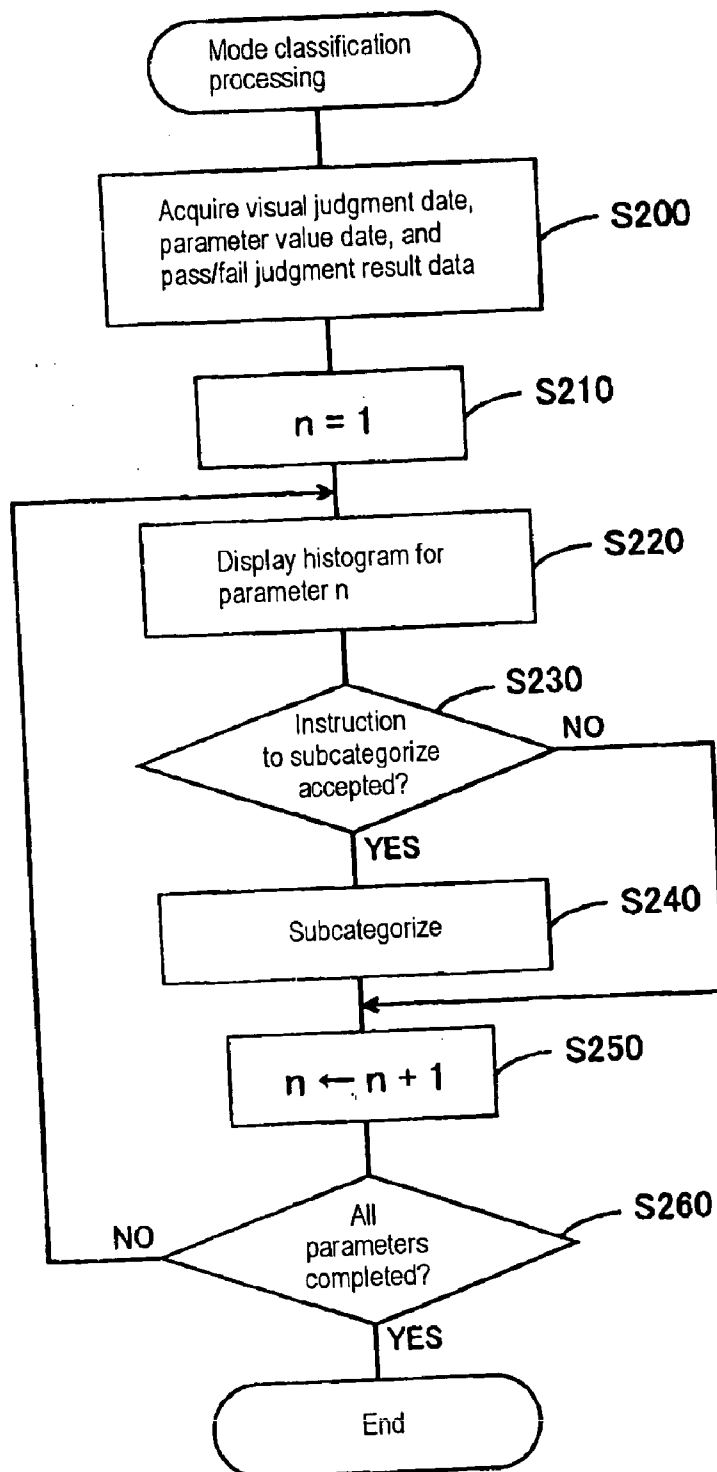 Mode classification
processing
Acquire visual judgment date,
parameter value date, and
pass/fail judgment result data
S200
n = 1
S210
Display histogram for
parameter n
S220
S230
Instruction
to subcategorize
accepted?
NO
YES
Subcategorize
S240
n ← n + 1
S250
All
parameters
completed?
S260
NO
YES
End